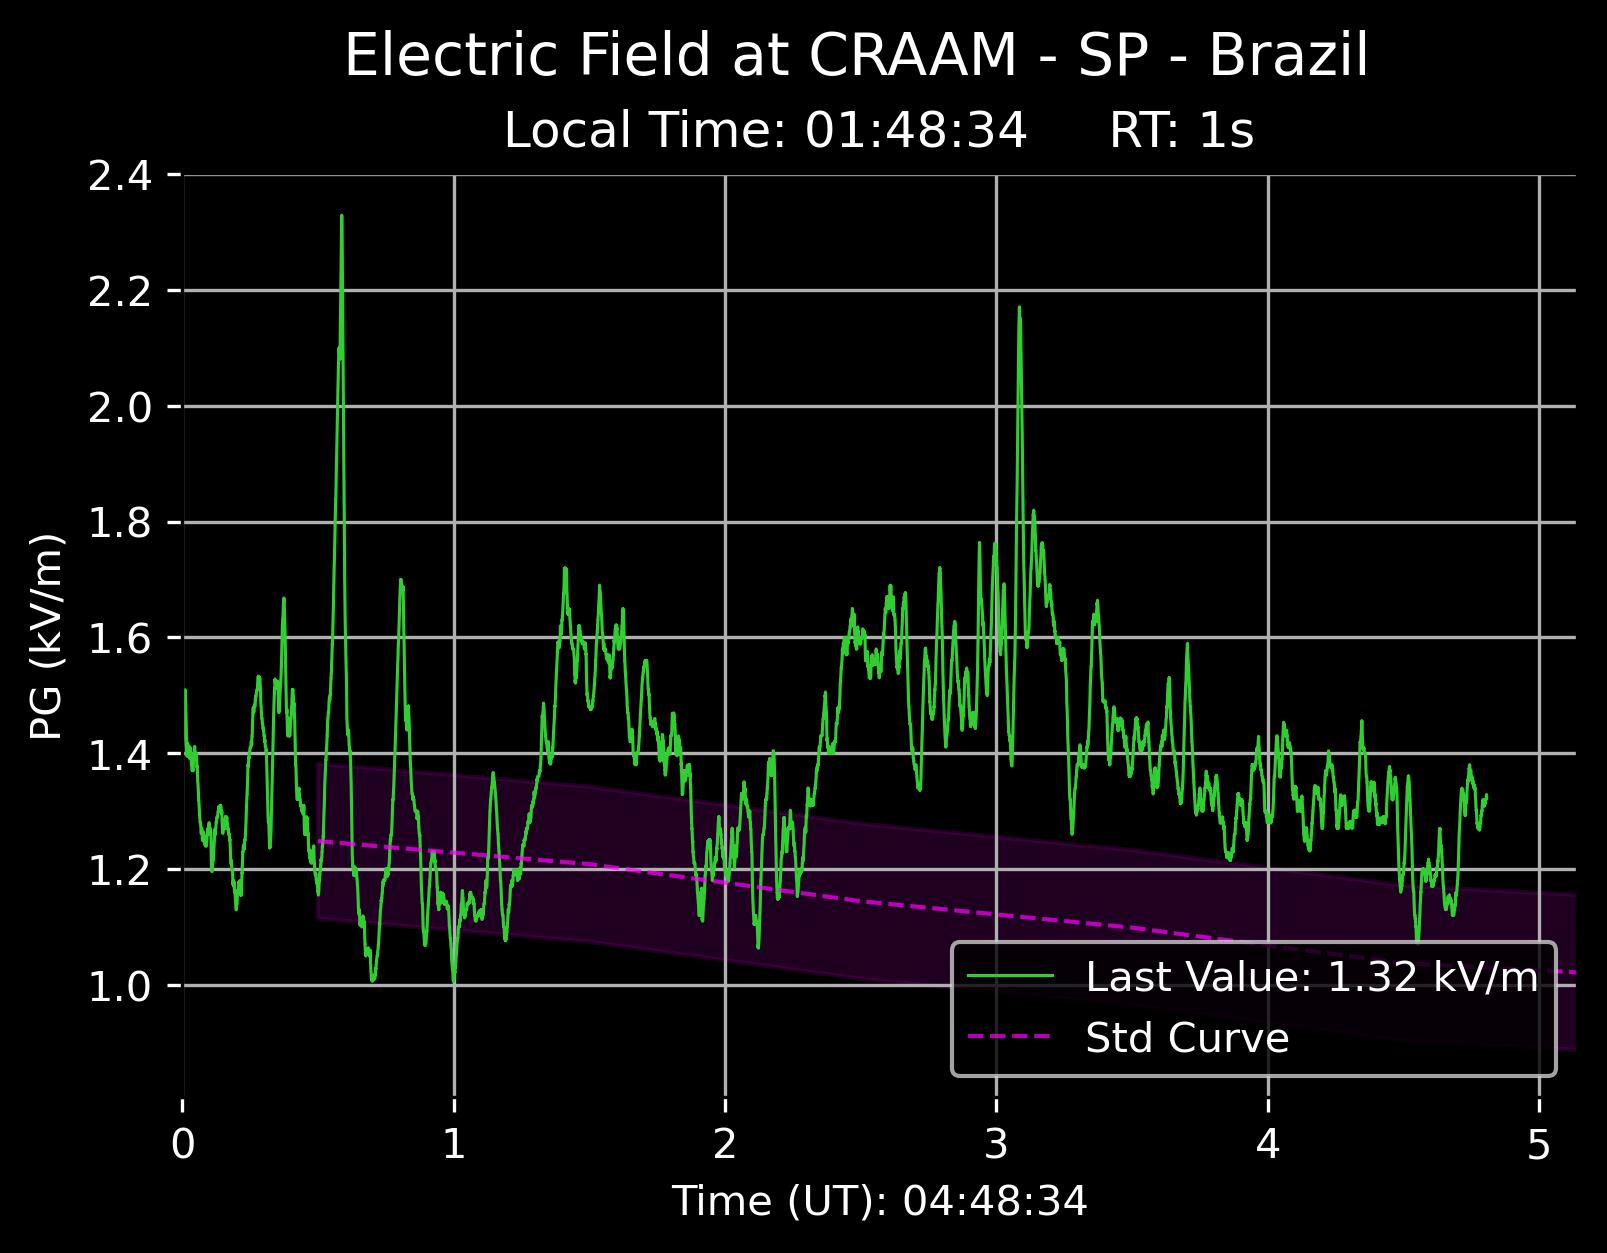 Electric Field at CRAAM - SP - Brazil
Local Time: 01:48:34 RT: 1s
2.4
2.2
2.0
1.8
1.6
1.4
1.2
1.0
PG (kV/m)
Last Value: 1.32 kV/m
Std Curve
0 1 2 3 4 5
Time (UT): 04:48:34